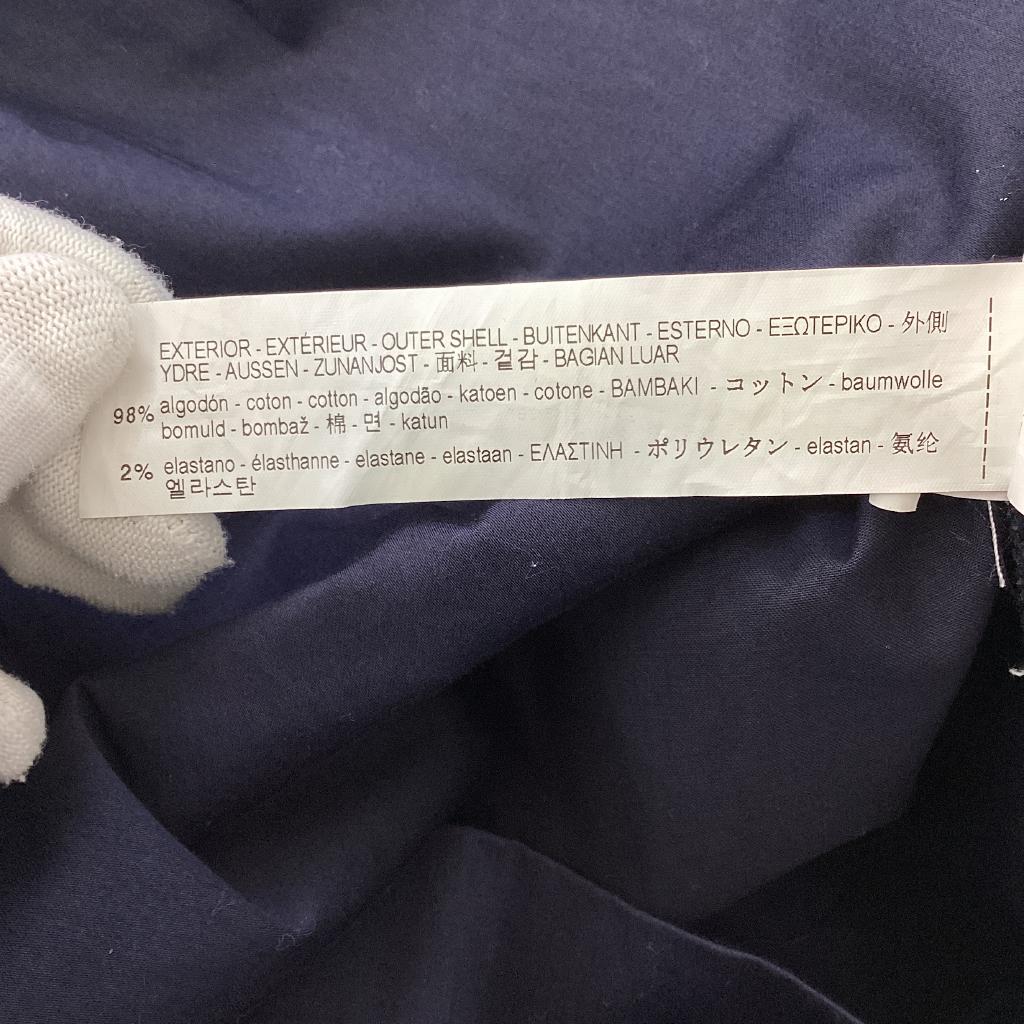 EXTERIOR - EXTÉRIEUR - OUTER SHELL - BUITENKANT - ESTERNO - ΕΞΩΤΕΡΙΚΟ - 外側
YDRE - AUSSEN - ZUNANJOST - 面料 - 겉감 - BAGIAN LUAR
98% algodón - coton - cotton - algodão - katoen - cotone - BAMBAKI - コットン - baumwolle
bomuld - bombaž - 棉 - 면 - katun
2% elastano - élasthanne - elastane - elastaan - ΕΛΑΣΤΙΝΗ - ポリウレタン - elastan - 氨纶
엘라스탄